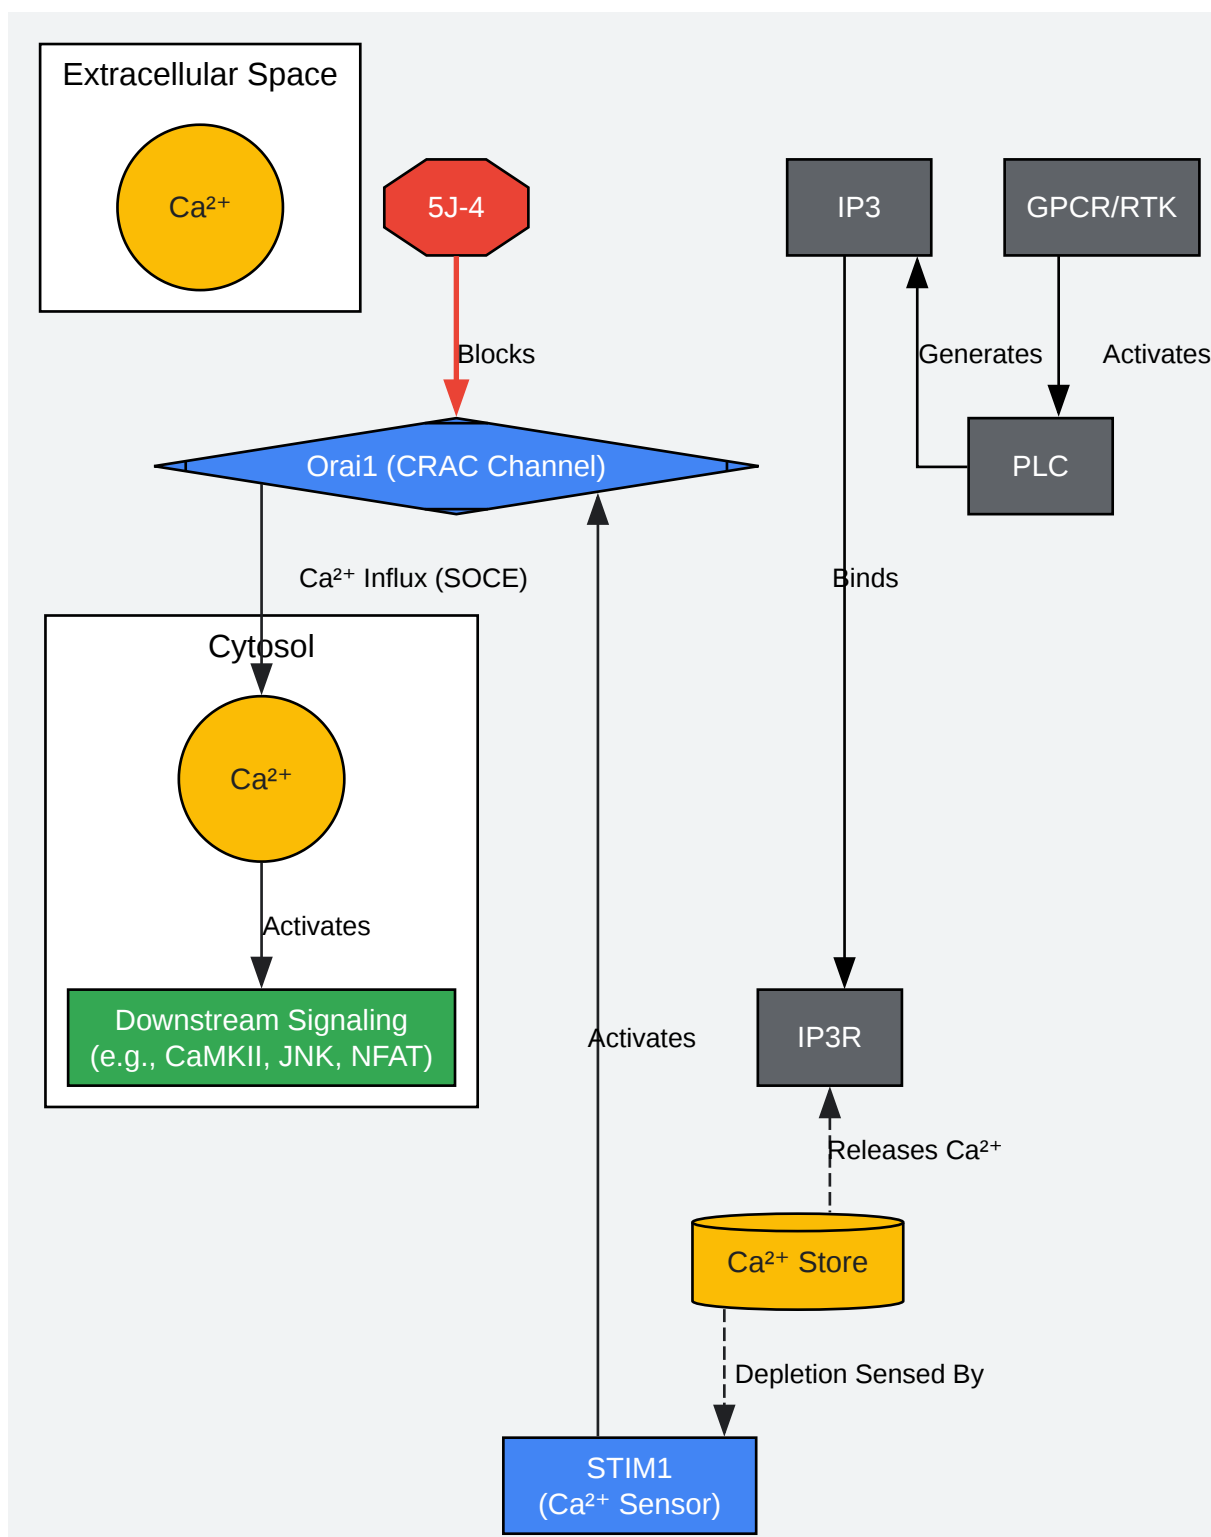 Extracellular Space
Ca²⁺
5J-4
IP3
GPCR/RTK
Blocks
Generates
Activates
Orai1 (CRAC Channel)
PLC
Ca²⁺ Influx (SOCE)
Binds
Cytosol
Ca²⁺
Activates
Downstream Signaling
(e.g., CaMKII, JNK, NFAT)
Activates
IP3R
Releases Ca²⁺
Ca²⁺ Store
Depletion Sensed By
STIM1
(Ca²⁺ Sensor)